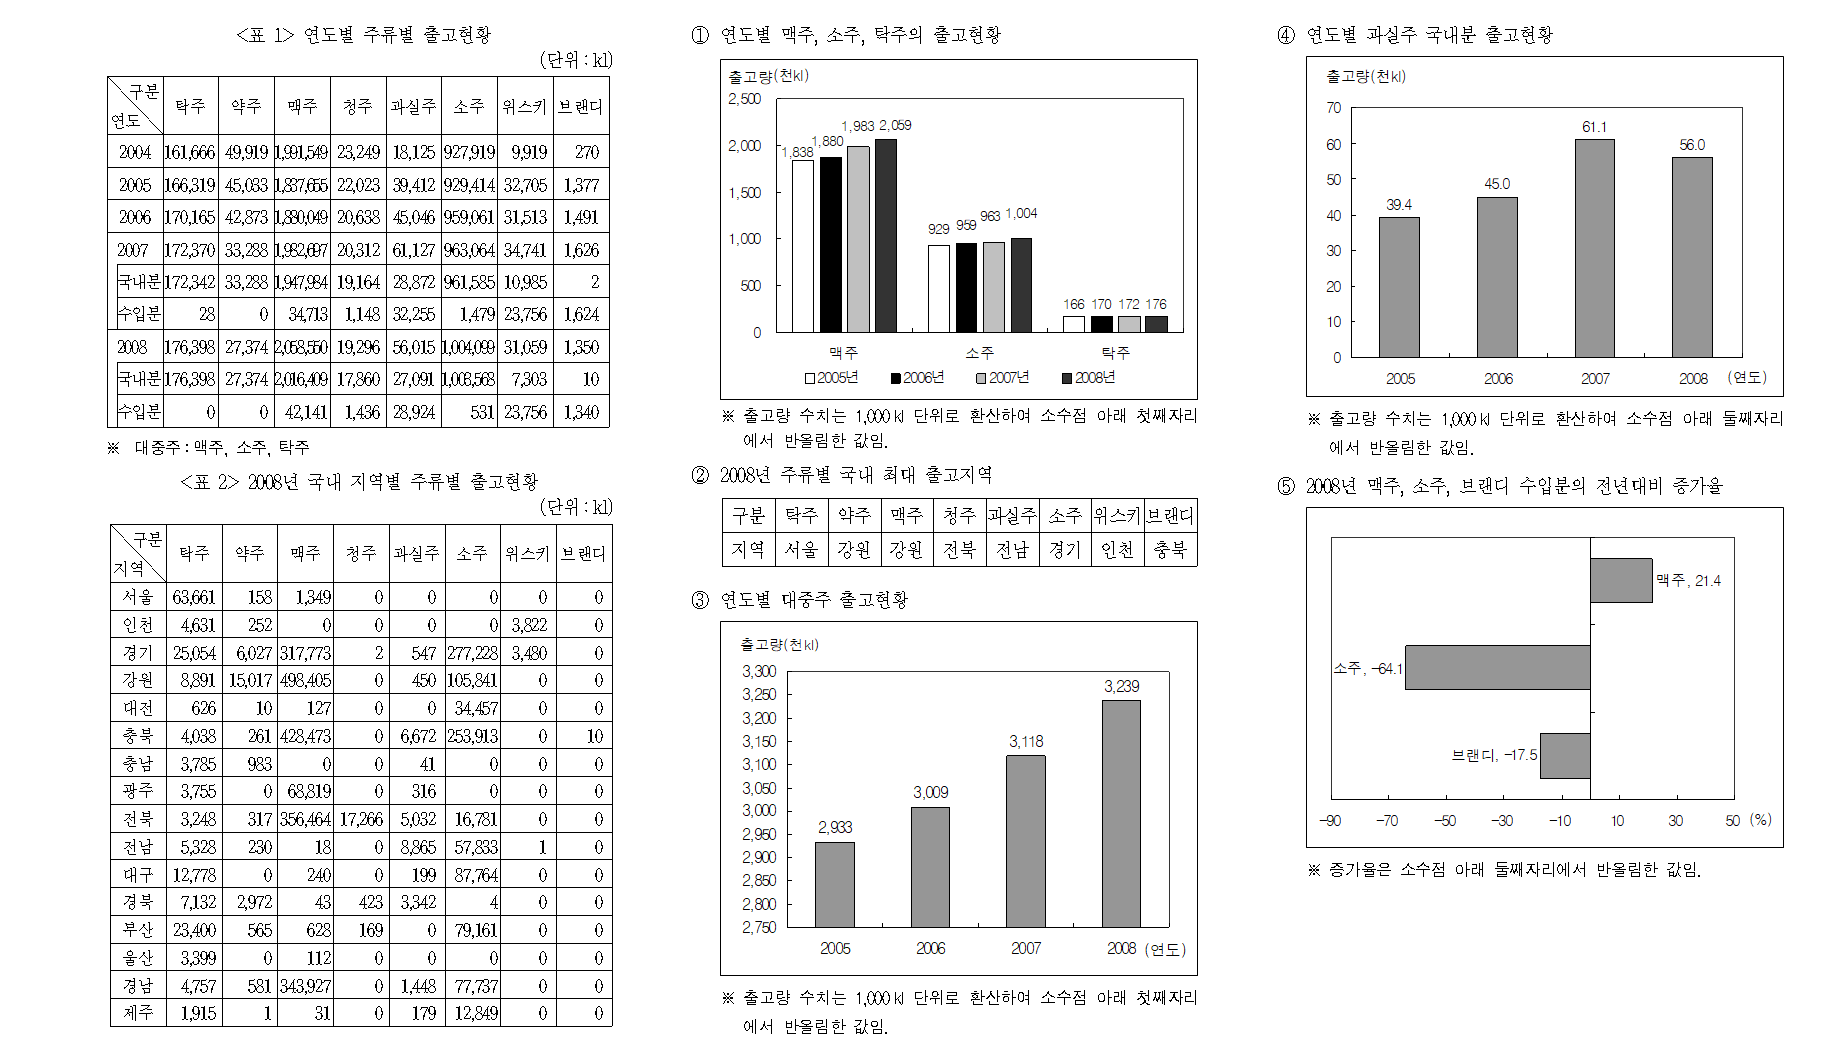 <표 1> 연도별 주류별 출고현황
(단위 : kl)
구분 연도 탁주 약주 맥주 청주 과실주 소주 위스키 브랜디
2004 161,666 49,919 1,991,549 23,249 18,125 927,919 9,919 270
2005 166,319 45,033 1,837,655 22,023 39,412 929,414 32,705 1,377
2006 170,165 42,873 1,880,049 20,638 45,046 959,061 31,513 1,491
2007 172,370 33,288 1,982,697 20,312 61,127 963,064 34,741 1,626
국내분 172,342 33,288 1,947,984 19,164 28,872 961,585 10,985 2
수입분 28 0 34,713 1,148 32,255 1,479 23,756 1,624
2008 176,398 27,374 2,058,550 19,296 56,015 1,004,099 31,059 1,350
국내분 176,398 27,374 2,016,409 17,860 27,091 1,003,568 7,303 10
수입분 0 0 42,141 1,436 28,924 531 23,756 1,340
※ 대중주 : 맥주, 소주, 탁주
<표 2> 2008년 국내 지역별 주류별 출고현황
(단위 : kl)
구분 지역 탁주 약주 맥주 청주 과실주 소주 위스키 브랜디
서울 63,661 158 1,349 0 0 0 0 0
인천 4,631 252 0 0 0 0 3,822 0
경기 25,054 6,027 317,773 2 547 277,228 3,480 0
강원 8,891 15,017 498,405 0 450 105,841 0 0
대전 626 10 127 0 0 34,457 0 0
충북 4,038 261 428,473 0 6,672 253,913 0 10
충남 3,785 983 0 0 41 0 0 0
광주 3,755 0 68,819 0 316 0 0 0
전북 3,248 317 356,464 17,266 5,032 16,781 0 0
전남 5,328 230 18 0 8,865 57,833 1 0
대구 12,778 0 240 0 199 87,764 0 0
경북 7,132 2,972 43 423 3,342 4 0 0
부산 23,400 565 628 169 0 79,161 0 0
울산 3,399 0 112 0 0 0 0 0
경남 4,757 581 343,927 0 1,448 77,737 0 0
제주 1,915 1 31 0 179 12,849 0 0
① 연도별 맥주, 소주, 탁주의 출고현황
출고량(천kl)
2,500
2,000
1,500
1,000
500
0
1,838 1,880 1,983 2,059
929 959 963 1,004
166 170 172 176
맥주 소주 탁주
2005년 2006년 2007년 2008년
※ 출고량 수치는 1,000 kl 단위로 환산하여 소수점 아래 첫째자리
에서 반올림한 값임.
② 2008년 주류별 국내 최대 출고지역
구분 탁주 약주 맥주 청주 과실주 소주 위스키 브랜디
지역 서울 강원 강원 전북 전남 경기 인천 충북
③ 연도별 대중주 출고현황
출고량(천kl)
3,300
3,250
3,200
3,150
3,100
3,050
3,000
2,950
2,900
2,850
2,800
2,750
2,933 3,009 3,118 3,239
2005 2006 2007 2008 (연도)
※ 출고량 수치는 1,000 kl 단위로 환산하여 소수점 아래 첫째자리
에서 반올림한 값임.
④ 연도별 과실주 국내분 출고현황
출고량(천kl)
70
60
50
40
30
20
10
0
39.4 45.0 61.1 56.0
2005 2006 2007 2008 (연도)
※ 출고량 수치는 1,000 kl 단위로 환산하여 소수점 아래 둘째자리
에서 반올림한 값임.
⑤ 2008년 맥주, 소주, 브랜디 수입분의 전년대비 증가율
맥주, 21.4
소주, -64.1
브랜디, -17.5
-90 -70 -50 -30 -10 10 30 50 (%)
※ 증가율은 소수점 아래 둘째자리에서 반올림한 값임.